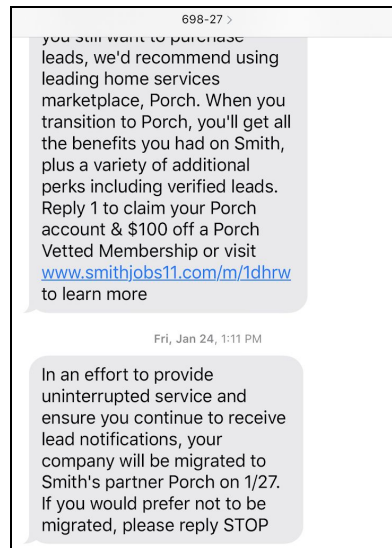 698-27 >
you still want to purchase
leads, we'd recommend using
leading home services
marketplace, Porch. When you
transition to Porch, you'll get all
the benefits you had on Smith,
plus a variety of additional
perks including verified leads.
Reply 1 to claim your Porch
account & $100 off a Porch
Vetted Membership or visit
www.smithjobs11.com/m/1dhrw
to learn more
Fri, Jan 24, 1:11 PM
In an effort to provide
uninterrupted service and
ensure you continue to receive
lead notifications, your
company will be migrated to
Smith's partner Porch on 1/27.
If you would prefer not to be
migrated, please reply STOP